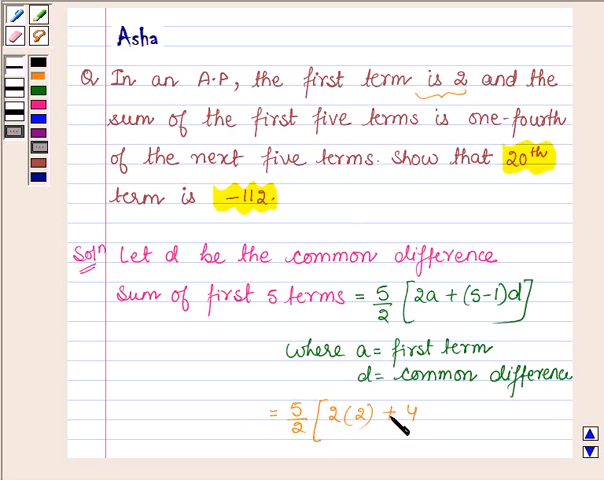 Asha
Q In an A.P, the first term is 2 and the
sum of the first five terms is one-fourth
of the next five terms. Show that 20th
term is -112.
Soln Let d be the common difference
Sum of first 5 terms = 5/2 [2a + (5-1)d]
where a = first term
d = common difference
= 5/2 [2(2) + 4